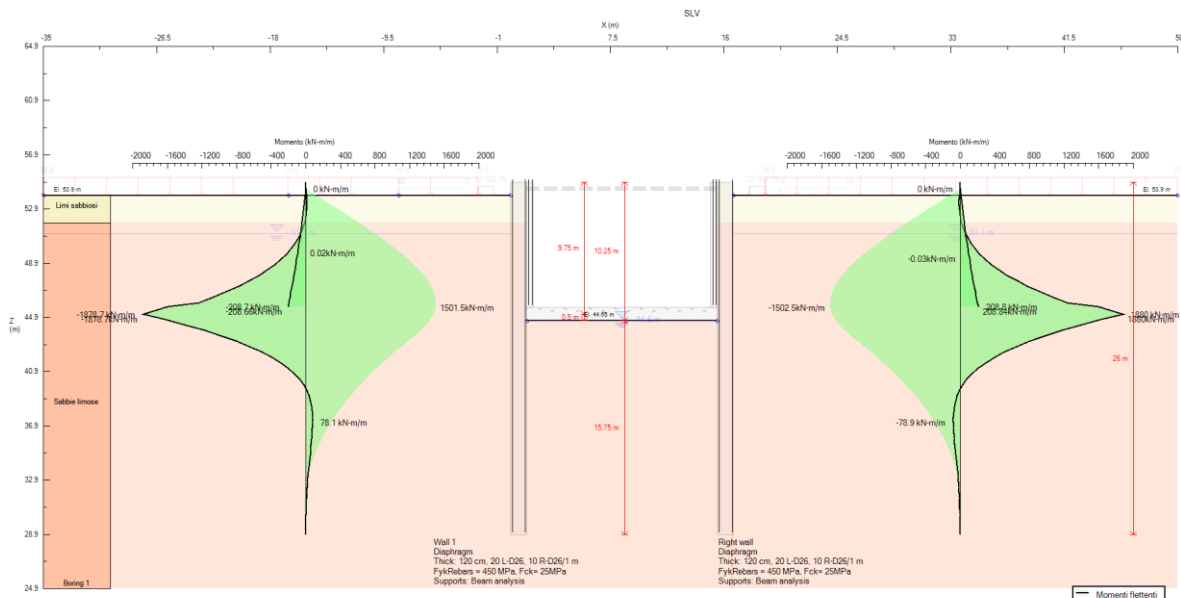 SLV
X (m)
-35
-26.5
-18
-9.5
-1
7.5
16
24.5
33
41.5
50
64.9
60.9
56.9
52.9
48.9
44.9
40.9
36.9
32.9
28.9
24.9
Z
(m)
Momento (kN-m/m)
-2000 -1600 -1200 -800 -400 0 400 800 1200 1600 2000
Momento (kN-m/m)
-2000 -1600 -1200 -800 -400 0 400 800 1200 1600 2000
El. 53.9 m
0 kN-m/m
0 kN-m/m
El. 53.9 m
Limi sabbiosi
0.02kN-m/m
9.75 m
10.25 m
-0.03kN-m/m
-208.7 kN-m/m
-208.66kN-m/m
1501.5kN-m/m
-1502.5kN-m/m
208.8 kN-m/m
208.84kN-m/m
-1878.7 kN-m/m
-1878.7kN-m/m
0.5 m
El. 44.65 m
1880 kN-m/m
1880kN-m/m
26 m
Sabbie limose
78.1 kN-m/m
15.75 m
-78.9 kN-m/m
Wall 1
Diaphragm
Thick: 120 cm, 20 L-D26, 10 R-D26/1 m
FykRebars = 450 MPa, Fck= 25MPa
Supports: Beam analysis
Right wall
Diaphragm
Thick: 120 cm, 20 L-D26, 10 R-D26/1 m
FykRebars = 450 MPa, Fck= 25MPa
Supports: Beam analysis
Boring 1
Momenti flettenti